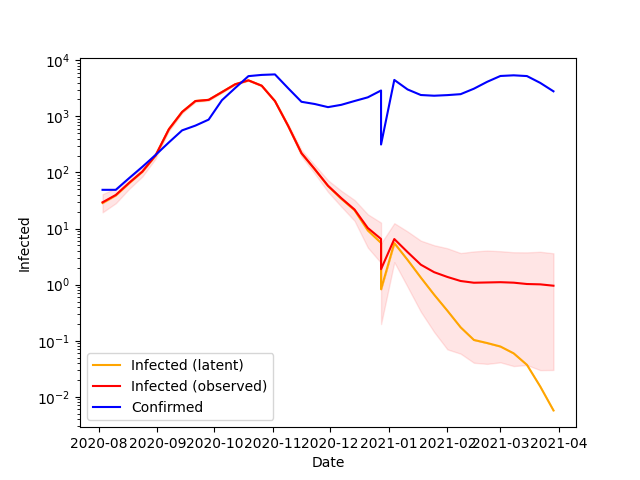 10^4
10^3
10^2
10^1
10^0
10^-1
10^-2
Infected
Infected (latent)
Infected (observed)
Confirmed
2020-08 2020-09 2020-10 2020-11 2020-12 2021-01 2021-02 2021-03 2021-04
Date